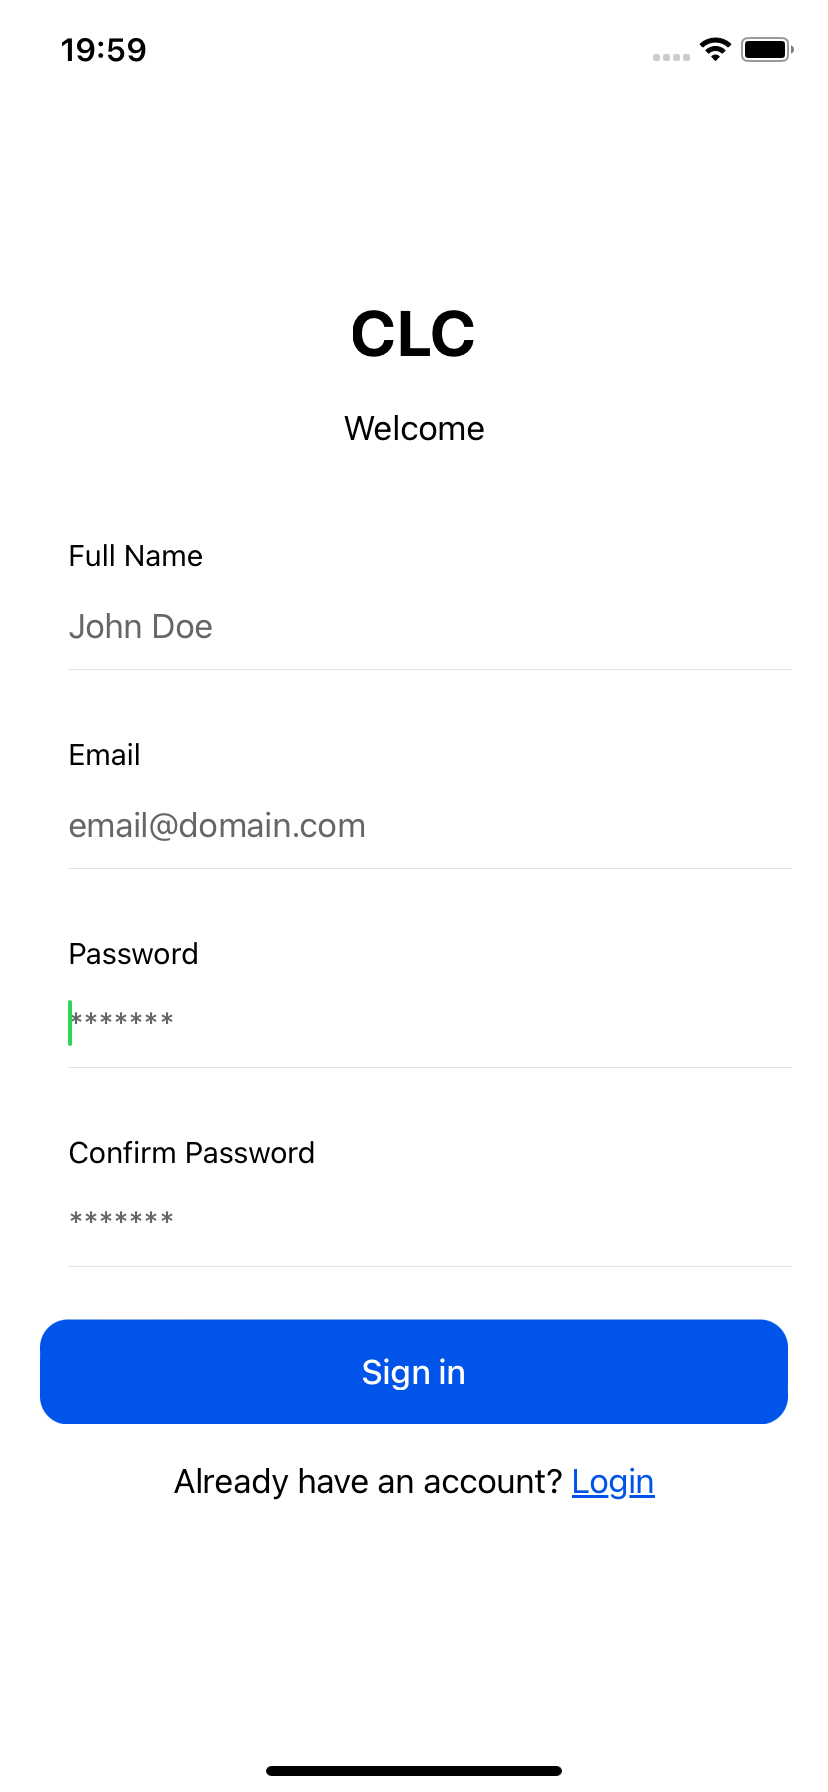 19:59
CLC
Welcome
Full Name
John Doe
Email
email@domain.com
Password
*******
Confirm Password
*******
Sign in
Already have an account? Login